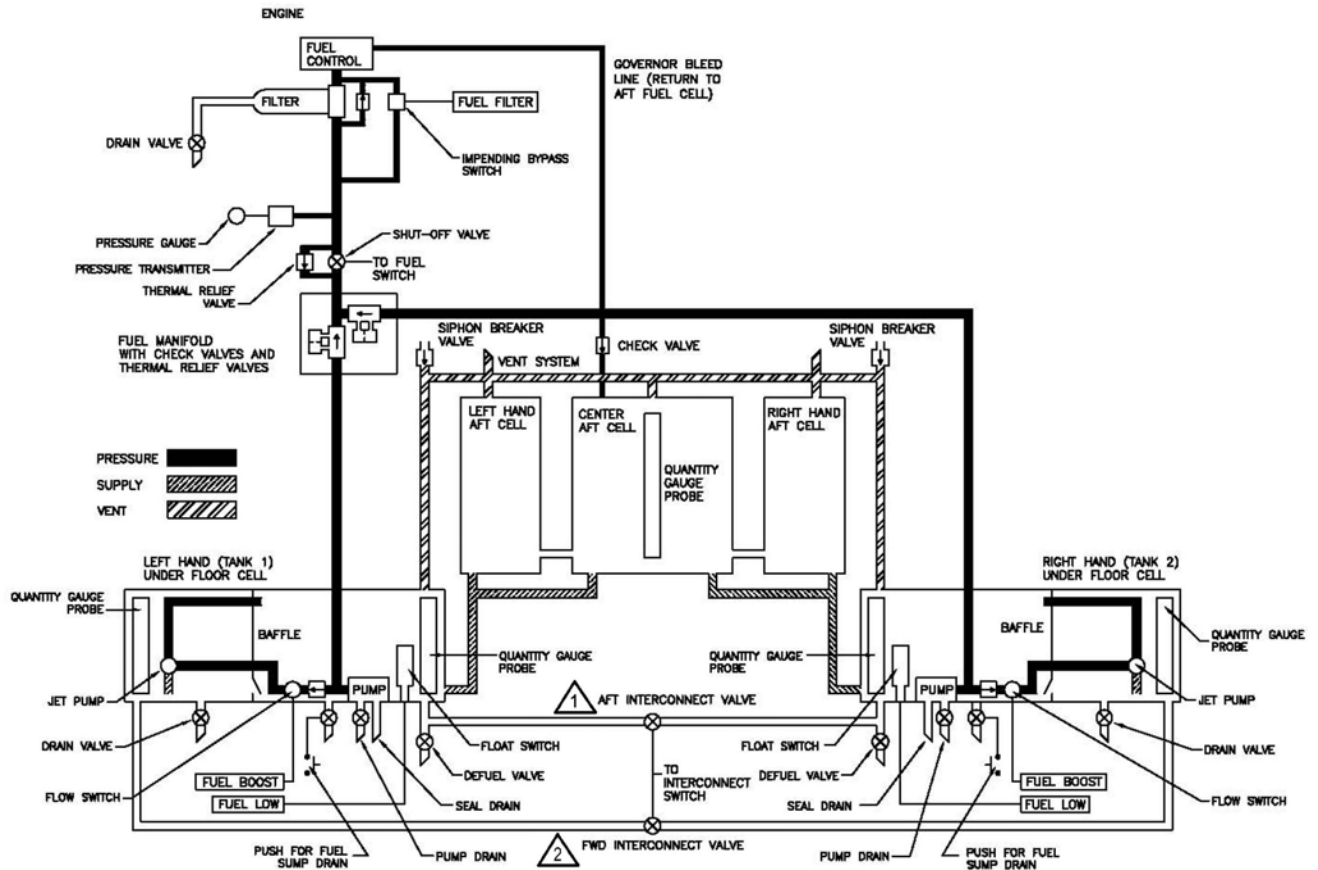 ENGINE
FUEL
CONTROL
GOVERNOR BLEED
LINE (RETURN TO
AFT FUEL CELL)
FILTER
FUEL FILTER
DRAIN VALVE
IMPENDING BYPASS
SWITCH
PRESSURE GAUGE
SHUT-OFF VALVE
PRESSURE TRANSMITTER
TO FUEL
SWITCH
THERMAL RELIEF
VALVE
FUEL MANIFOLD
WITH CHECK VALVES AND
THERMAL RELIEF VALVES
SIPHON BREAKER
VALVE
VENT SYSTEM
CHECK VALVE
SIPHON BREAKER
VALVE
LEFT HAND
AFT CELL
CENTER
AFT CELL
RIGHT HAND
AFT CELL
QUANTITY
GAUGE
PROBE
PRESSURE
SUPPLY
VENT
LEFT HAND (TANK 1)
UNDER FLOOR CELL
RIGHT HAND (TANK 2)
UNDER FLOOR CELL
QUANTITY GAUGE
PROBE
BAFFLE
QUANTITY GAUGE
PROBE
QUANTITY GAUGE
PROBE
BAFFLE
QUANTITY GAUGE
PROBE
JET PUMP
PUMP
1
AFT INTERCONNECT VALVE
PUMP
JET PUMP
DRAIN VALVE
FLOAT SWITCH
FLOAT SWITCH
DRAIN VALVE
DEFUEL VALVE
TO
INTERCONNECT
SWITCH
DEFUEL VALVE
FLOW SWITCH
FUEL BOOST
FUEL LOW
SEAL DRAIN
SEAL DRAIN
FUEL BOOST
FUEL LOW
FLOW SWITCH
PUSH FOR FUEL
SUMP DRAIN
PUMP DRAIN
2
FWD INTERCONNECT VALVE
PUMP DRAIN
PUSH FOR FUEL
SUMP DRAIN